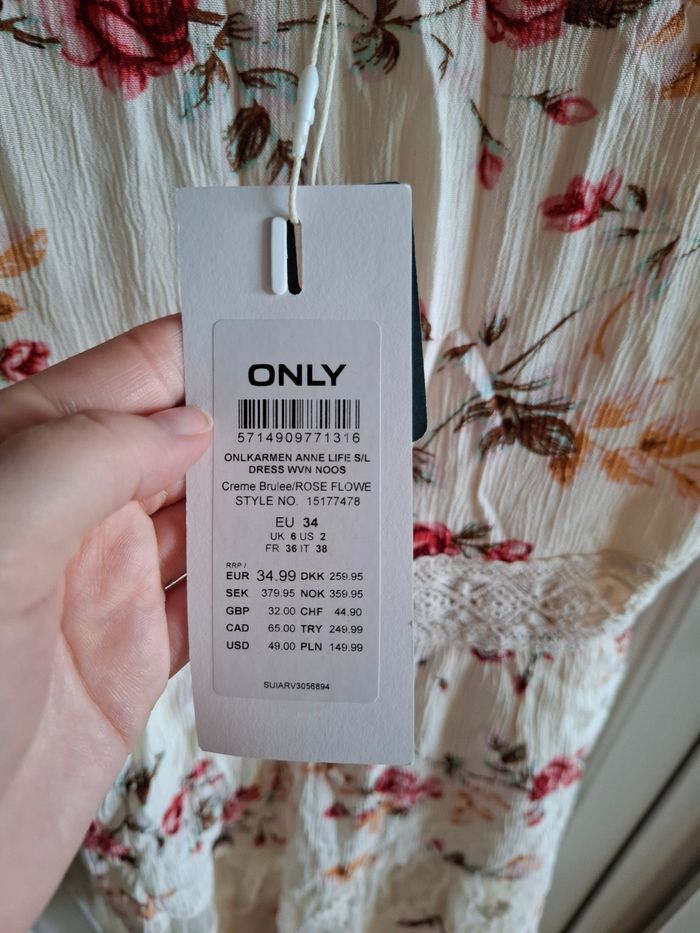 ONLY
5714909771316
ONLKARMEN ANNE LIFE S/L
DRESS WVN NOOS
Creme Brulee/ROSE FLOWE
STYLE NO. 15177478
EU 34
UK 6 US 2
FR 36 IT 38
RRP /
EUR 34.99 DKK 259.95
SEK 379.95 NOK 359.95
GBP 32.00 CHF 44.90
CAD 65.00 TRY 249.99
USD 49.00 PLN 149.99
SUIARV3056894